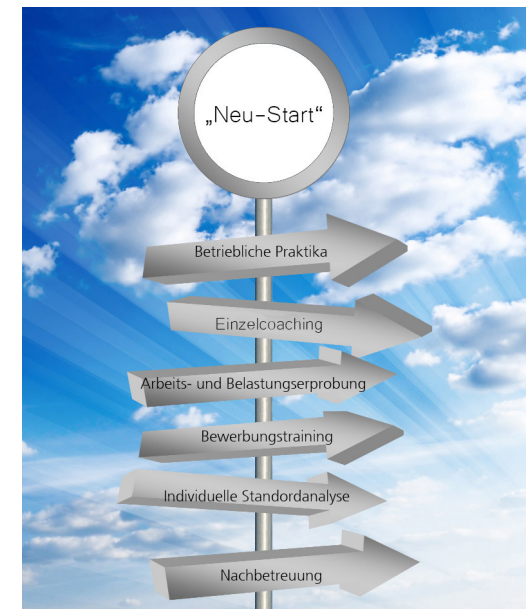 „Neu-Start“
Betriebliche Praktika
Einzelcoaching
Arbeits- und Belastungserprobung
Bewerbungstraining
Individuelle Standordanalyse
Nachbetreuung